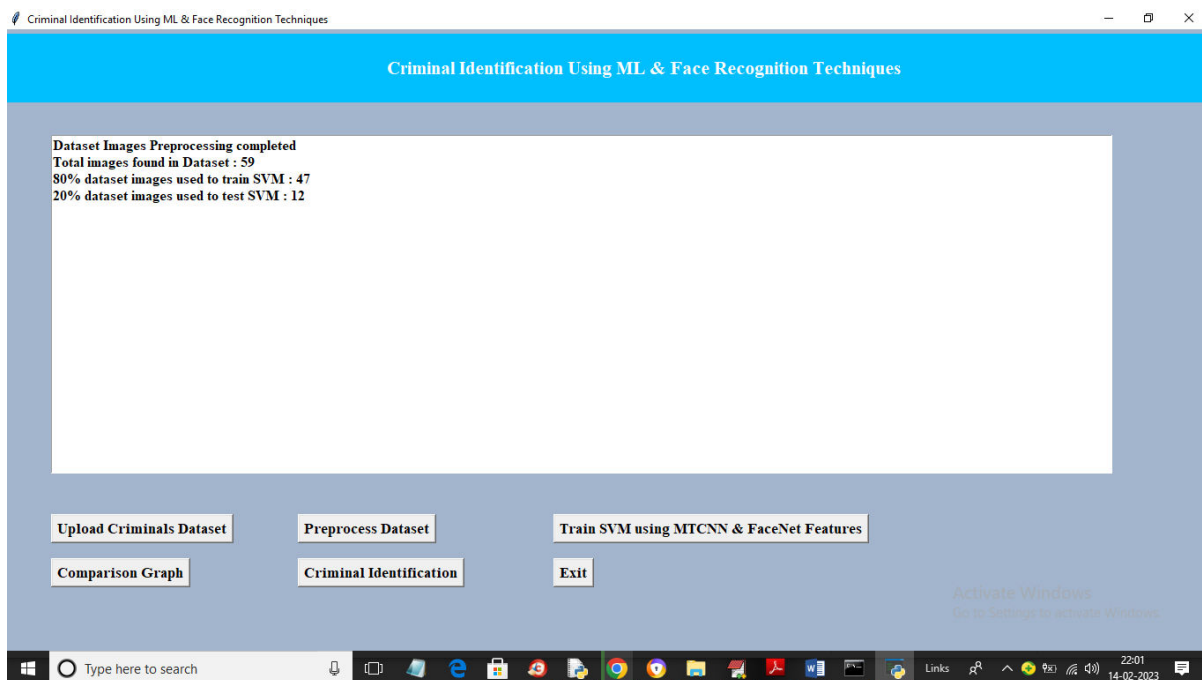 Criminal Identification Using ML & Face Recognition Techniques
Criminal Identification Using ML & Face Recognition Techniques
Dataset Images Preprocessing completed
Total images found in Dataset : 59
80% dataset images used to train SVM : 47
20% dataset images used to test SVM : 12
Upload Criminals Dataset
Preprocess Dataset
Train SVM using MTCNN & FaceNet Features
Comparison Graph
Criminal Identification
Exit
Activate Windows
Go to Settings to activate Windows.
Type here to search
Links
22:01
14-02-2023